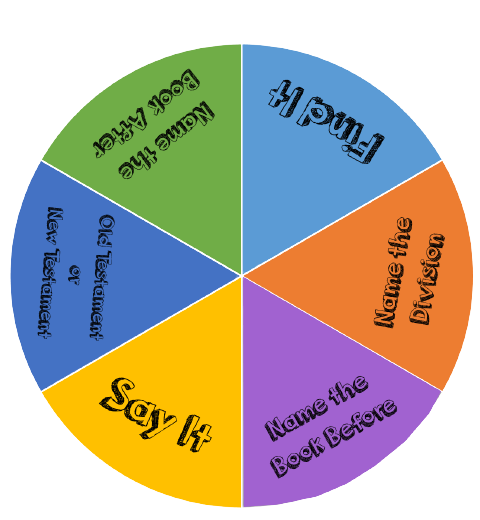 Find It
Name the
Division
Name the
Book Before
Say It
Old Testament
or
New Testament
Name the
Book After